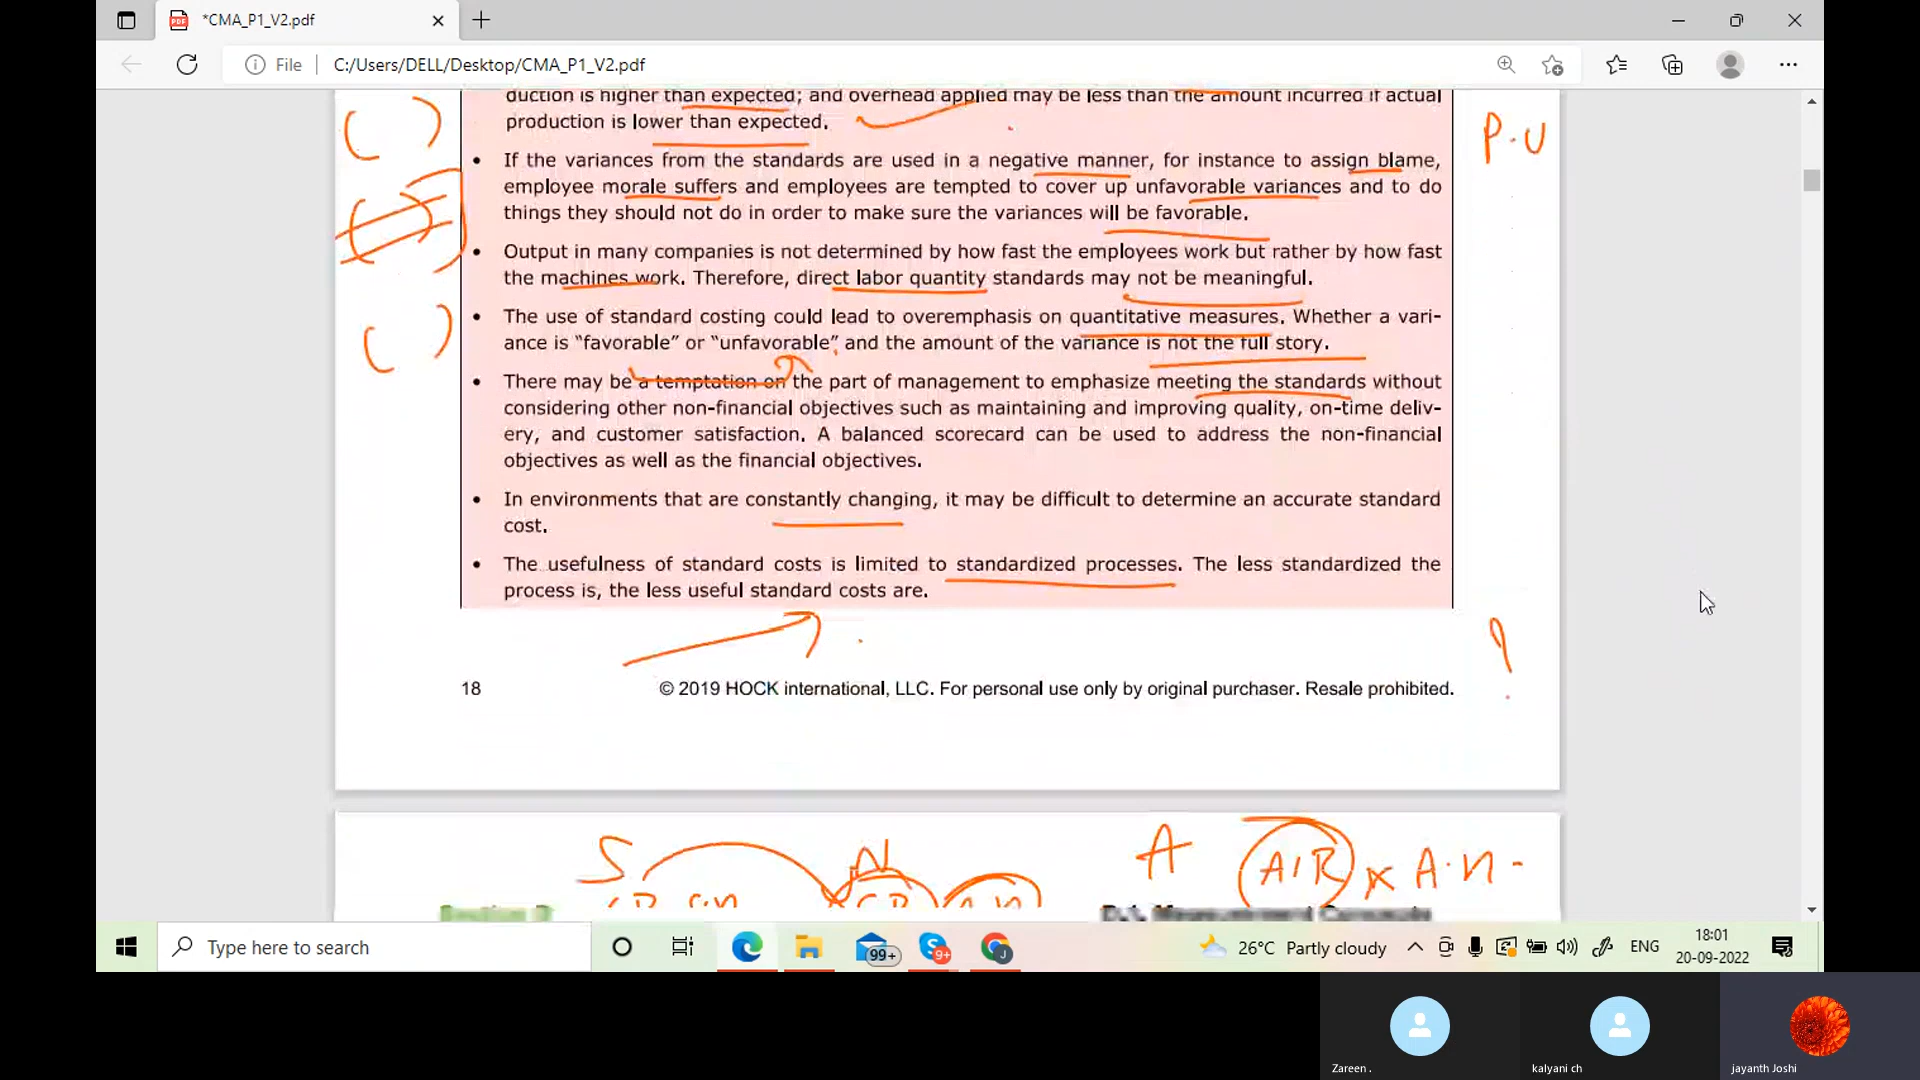 *CMA_P1_V2.pdf
File
C:/Users/DELL/Desktop/CMA_P1_V2.pdf
duction is higher than expected; and overhead applied may be less than the amount incurred if actual
production is lower than expected.
P.U
• If the variances from the standards are used in a negative manner, for instance to assign blame,
employee morale suffers and employees are tempted to cover up unfavorable variances and to do
things they should not do in order to make sure the variances will be favorable.
• Output in many companies is not determined by how fast the employees work but rather by how fast
the machines work. Therefore, direct labor quantity standards may not be meaningful.
• The use of standard costing could lead to overemphasis on quantitative measures. Whether a vari-
ance is “favorable” or “unfavorable” and the amount of the variance is not the full story.
• There may be a temptation on the part of management to emphasize meeting the standards without
considering other non-financial objectives such as maintaining and improving quality, on-time deliv-
ery, and customer satisfaction. A balanced scorecard can be used to address the non-financial
objectives as well as the financial objectives.
• In environments that are constantly changing, it may be difficult to determine an accurate standard
cost.
• The usefulness of standard costs is limited to standardized processes. The less standardized the
process is, the less useful standard costs are.
18
© 2019 HOCK international, LLC. For personal use only by original purchaser. Resale prohibited.
S N A AIR × A.n -
Type here to search
99+
9+
J
26°C Partly cloudy
ENG
18:01
20-09-2022
Zareen .
kalyani ch
jayanth Joshi